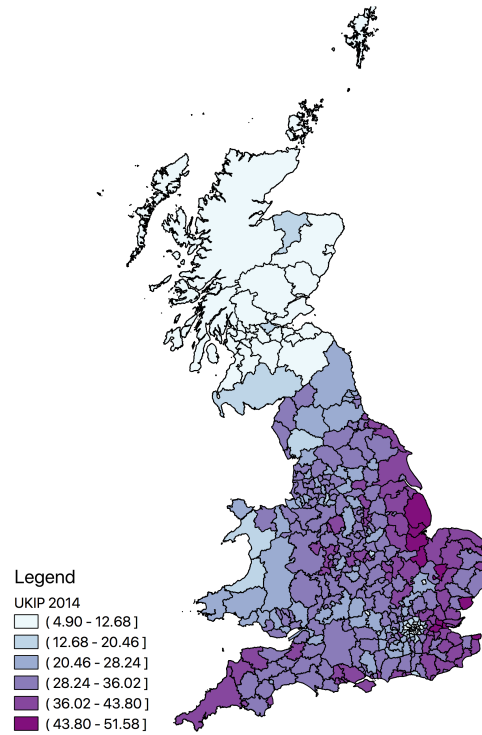 Legend
UKIP 2014
( 4.90 - 12.68 ]
( 12.68 - 20.46 ]
( 20.46 - 28.24 ]
( 28.24 - 36.02 ]
( 36.02 - 43.80 ]
( 43.80 - 51.58 ]